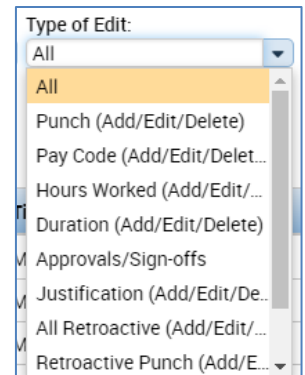 Type of Edit:
All
All
Punch (Add/Edit/Delete)
Pay Code (Add/Edit/Delet...
Hours Worked (Add/Edit/...
Duration (Add/Edit/Delete)
Approvals/Sign-offs
Justification (Add/Edit/De..
All Retroactive (Add/Edit/...
Retroactive Punch (Add/E...